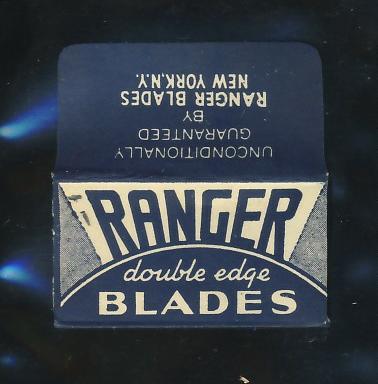 UNCONDITIONALLY
GUARANTEED
BY
RANGER BLADES
NEW YORK.N.Y.
RANGER
double edge
BLADES